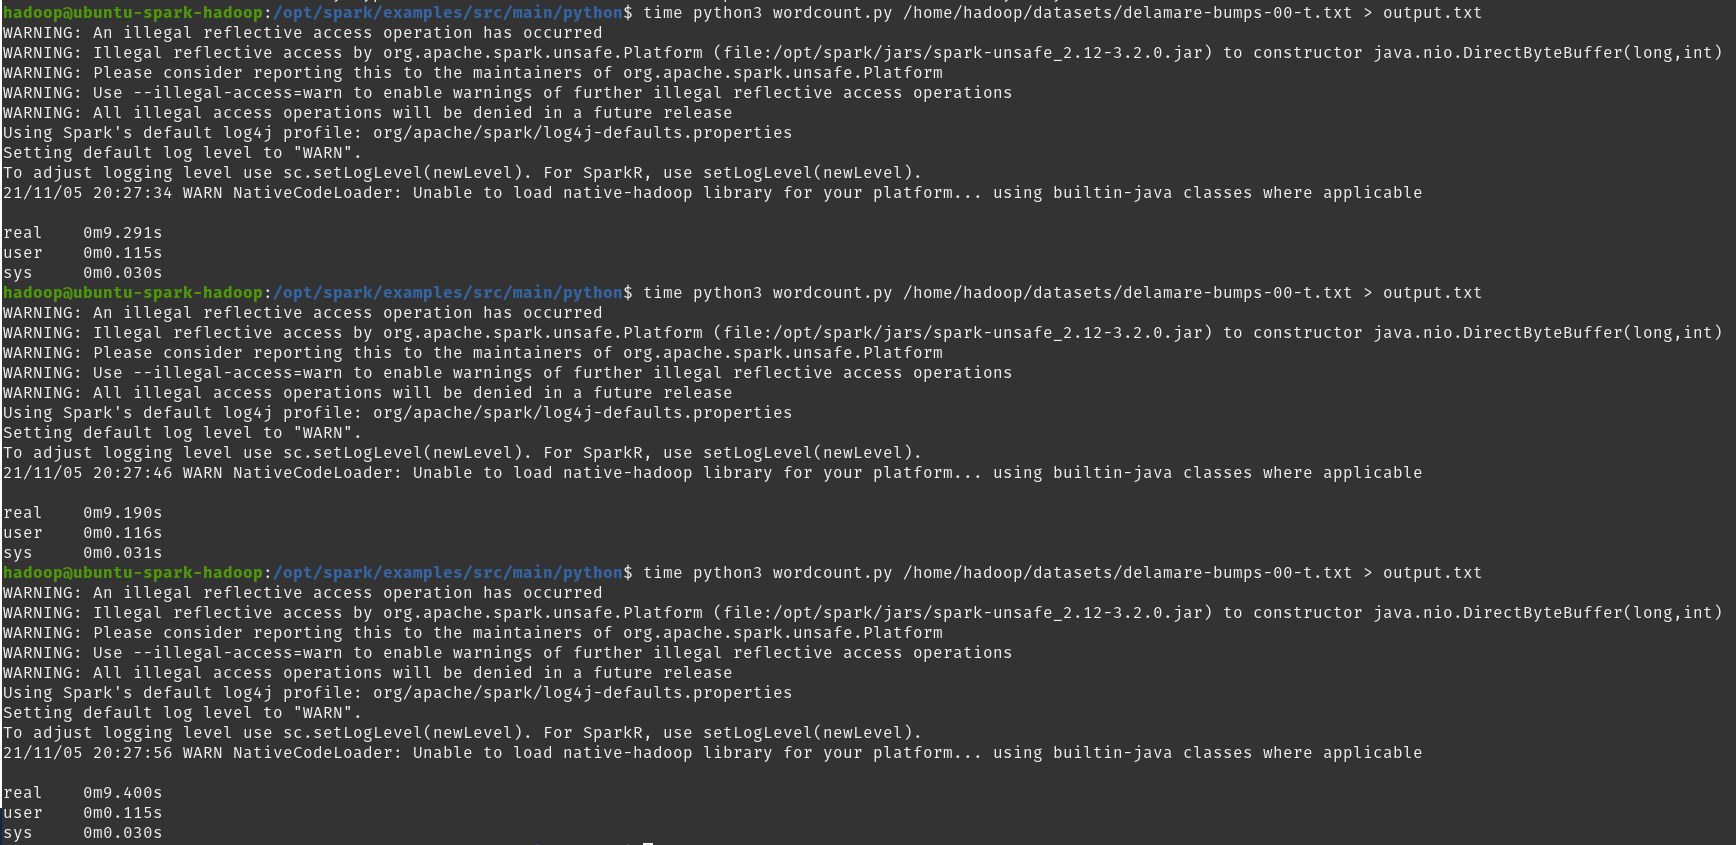 hadoop@ubuntu-spark-hadoop:/opt/spark/examples/src/main/python$ time python3 wordcount.py /home/hadoop/datasets/delamare-bumps-00-t.txt > output.txt
WARNING: An illegal reflective access operation has occurred
WARNING: Illegal reflective access by org.apache.spark.unsafe.Platform (file:/opt/spark/jars/spark-unsafe_2.12-3.2.0.jar) to constructor java.nio.DirectByteBuffer(long,int)
WARNING: Please consider reporting this to the maintainers of org.apache.spark.unsafe.Platform
WARNING: Use --illegal-access=warn to enable warnings of further illegal reflective access operations
WARNING: All illegal access operations will be denied in a future release
Using Spark's default log4j profile: org/apache/spark/log4j-defaults.properties
Setting default log level to "WARN".
To adjust logging level use sc.setLogLevel(newLevel). For SparkR, use setLogLevel(newLevel).
21/11/05 20:27:34 WARN NativeCodeLoader: Unable to load native-hadoop library for your platform... using builtin-java classes where applicable

real    0m9.291s
user    0m0.115s
sys     0m0.030s
hadoop@ubuntu-spark-hadoop:/opt/spark/examples/src/main/python$ time python3 wordcount.py /home/hadoop/datasets/delamare-bumps-00-t.txt > output.txt
WARNING: An illegal reflective access operation has occurred
WARNING: Illegal reflective access by org.apache.spark.unsafe.Platform (file:/opt/spark/jars/spark-unsafe_2.12-3.2.0.jar) to constructor java.nio.DirectByteBuffer(long,int)
WARNING: Please consider reporting this to the maintainers of org.apache.spark.unsafe.Platform
WARNING: Use --illegal-access=warn to enable warnings of further illegal reflective access operations
WARNING: All illegal access operations will be denied in a future release
Using Spark's default log4j profile: org/apache/spark/log4j-defaults.properties
Setting default log level to "WARN".
To adjust logging level use sc.setLogLevel(newLevel). For SparkR, use setLogLevel(newLevel).
21/11/05 20:27:46 WARN NativeCodeLoader: Unable to load native-hadoop library for your platform... using builtin-java classes where applicable

real    0m9.190s
user    0m0.116s
sys     0m0.031s
hadoop@ubuntu-spark-hadoop:/opt/spark/examples/src/main/python$ time python3 wordcount.py /home/hadoop/datasets/delamare-bumps-00-t.txt > output.txt
WARNING: An illegal reflective access operation has occurred
WARNING: Illegal reflective access by org.apache.spark.unsafe.Platform (file:/opt/spark/jars/spark-unsafe_2.12-3.2.0.jar) to constructor java.nio.DirectByteBuffer(long,int)
WARNING: Please consider reporting this to the maintainers of org.apache.spark.unsafe.Platform
WARNING: Use --illegal-access=warn to enable warnings of further illegal reflective access operations
WARNING: All illegal access operations will be denied in a future release
Using Spark's default log4j profile: org/apache/spark/log4j-defaults.properties
Setting default log level to "WARN".
To adjust logging level use sc.setLogLevel(newLevel). For SparkR, use setLogLevel(newLevel).
21/11/05 20:27:56 WARN NativeCodeLoader: Unable to load native-hadoop library for your platform... using builtin-java classes where applicable

real    0m9.400s
user    0m0.115s
sys     0m0.030s